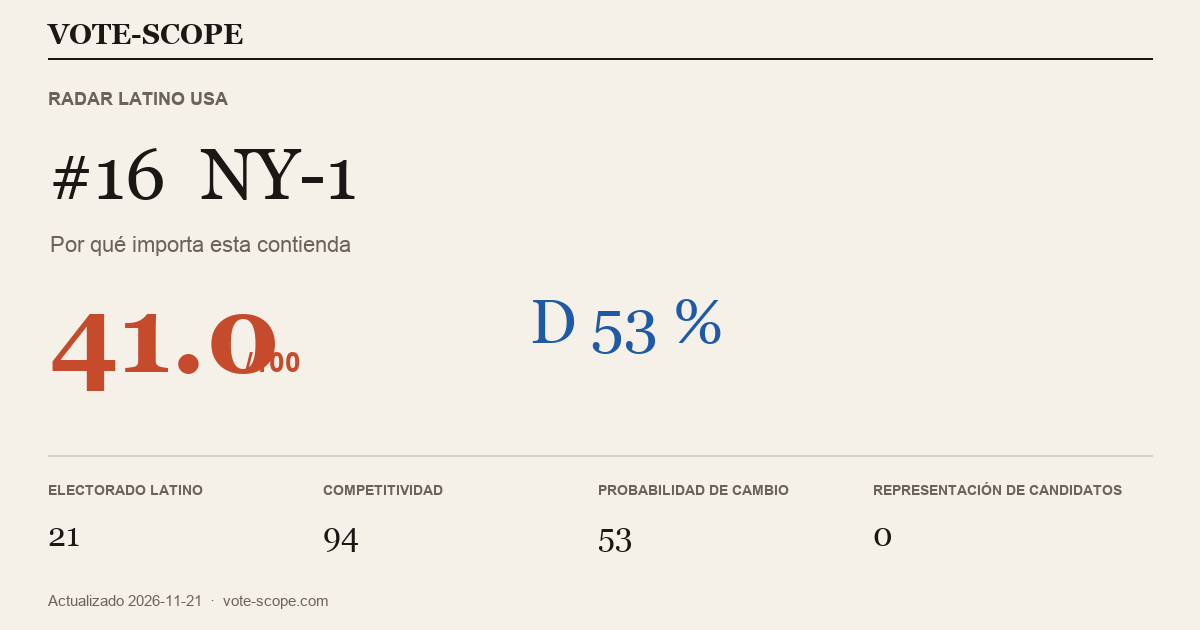 VOTE-SCOPE
RADAR LATINO USA
#16 NY-1
Por qué importa esta contienda
41.0/100
D 53 %
ELECTORADO LATINO
21
COMPETITIVIDAD
94
PROBABILIDAD DE CAMBIO
53
REPRESENTACIÓN DE CANDIDATOS
0
Actualizado 2026-11-21 · vote-scope.com